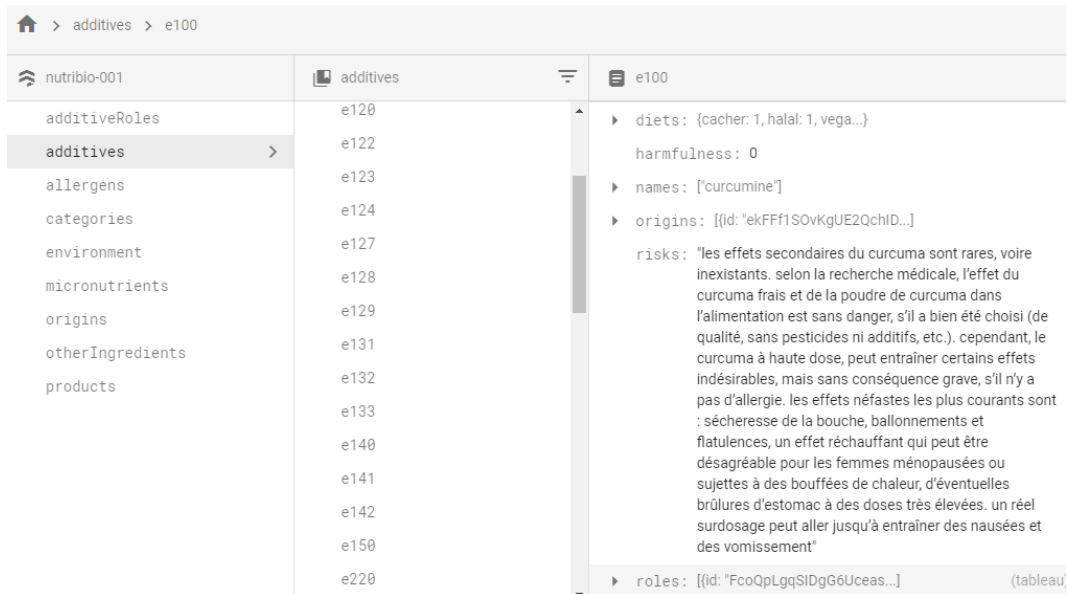 additives > e100
nutribio-001
additives
e100
additiveRoles
additives
allergens
categories
environment
micronutrients
origins
otherIngredients
products
e120
e122
e123
e124
e127
e128
e129
e131
e132
e133
e140
e141
e142
e150
e220
diets: {cacher: 1, halal: 1, vega...}
harmfulness: 0
names: ["curcumine"]
origins: [{id: "ekFFf1SOvKgUE2QchID...]
risks: "les effets secondaires du curcuma sont rares, voire
inexistants. selon la recherche médicale, l’effet du
curcuma frais et de la poudre de curcuma dans
l’alimentation est sans danger, s’il a bien été choisi (de
qualité, sans pesticides ni additifs, etc.). cependant, le
curcuma à haute dose, peut entraîner certains effets
indésirables, mais sans conséquence grave, s’il n’y a
pas d’allergie. les effets néfastes les plus courants sont
: sécheresse de la bouche, ballonnements et
flatulences, un effet réchauffant qui peut être
désagréable pour les femmes ménopausées ou
sujettes à des bouffées de chaleur, d’éventuelles
brûlures d’estomac à des doses très élevées. un réel
surdosage peut aller jusqu’à entraîner des nausées et
des vomissement"
roles: [{id: "FcoQpLgqSIDgG6Uceas...] (tableau)